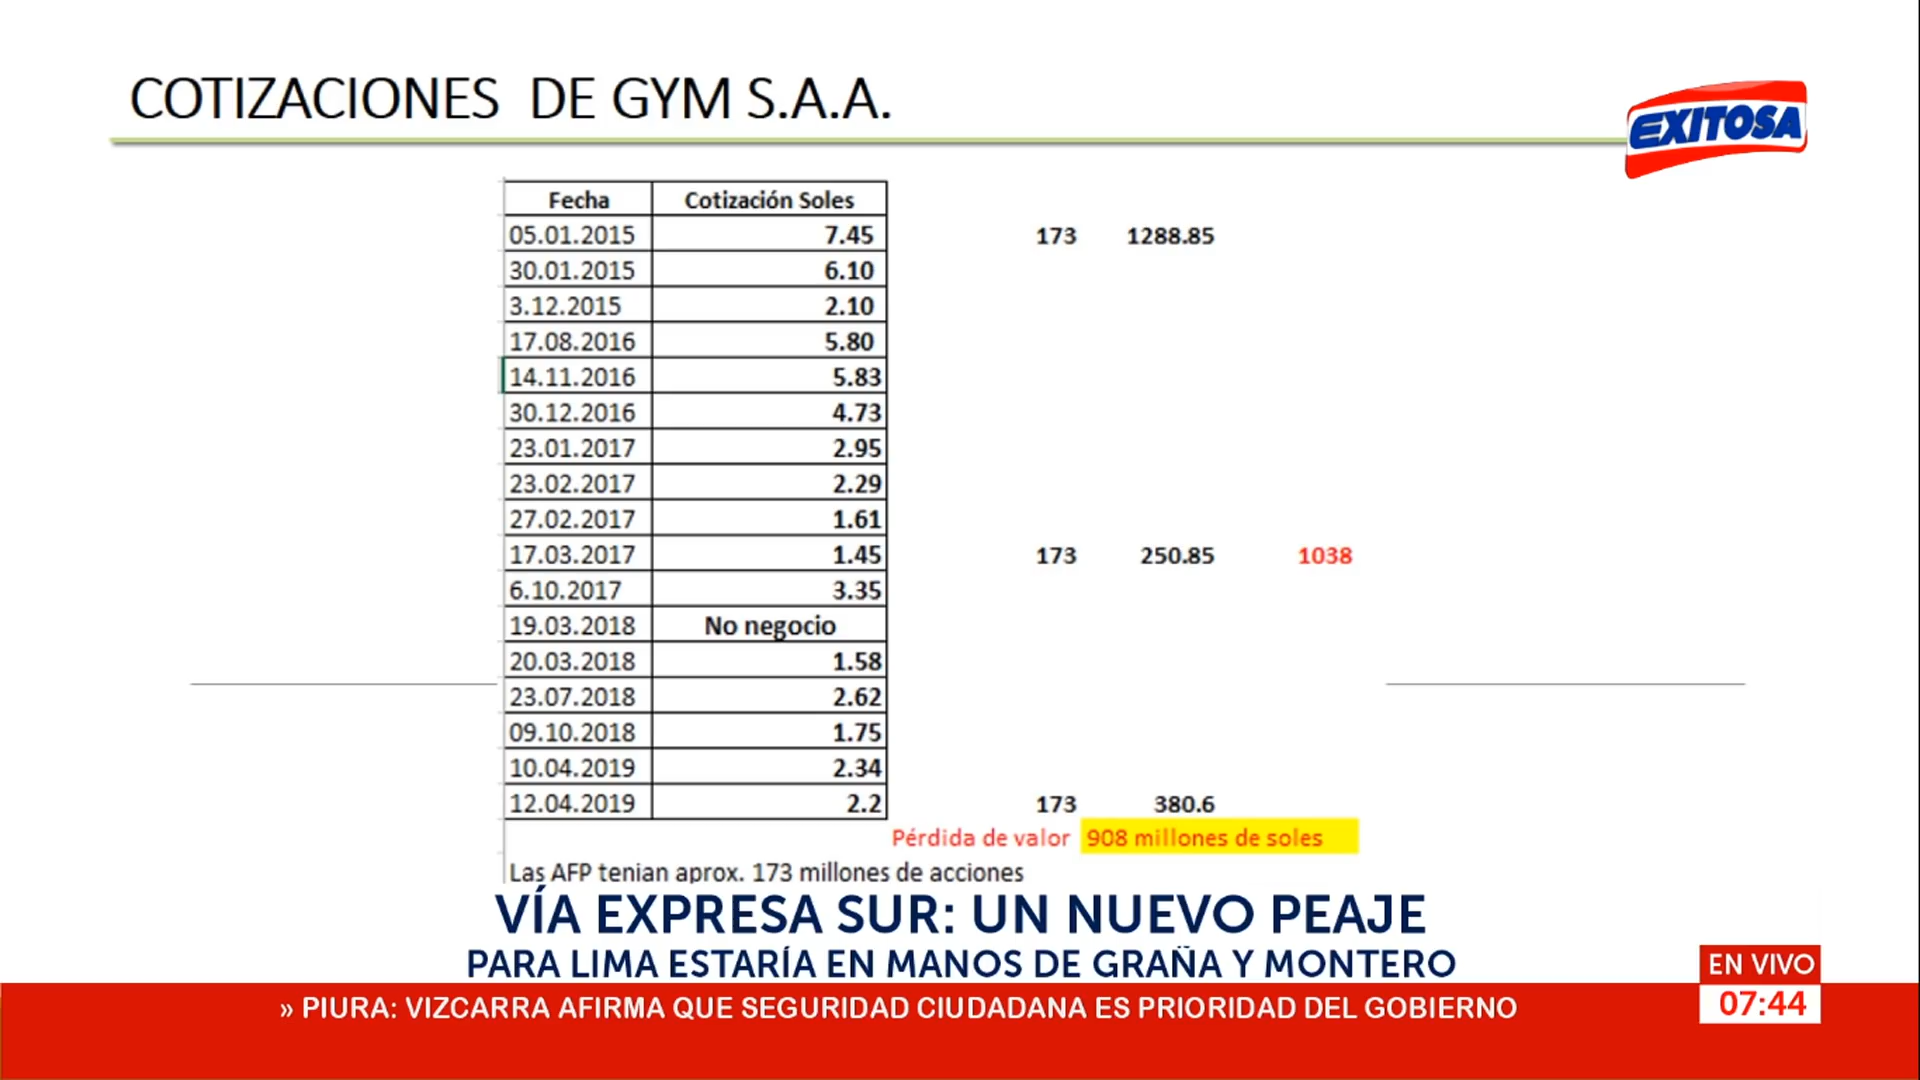 COTIZACIONES DE GYM S.A.A.
EXITOSA
Fecha Cotización Soles
05.01.2015 7.45 173 1288.85
30.01.2015 6.10
3.12.2015 2.10
17.08.2016 5.80
14.11.2016 5.83
30.12.2016 4.73
23.01.2017 2.95
23.02.2017 2.29
27.02.2017 1.61
17.03.2017 1.45 173 250.85 1038
6.10.2017 3.35
19.03.2018 No negocio
20.03.2018 1.58
23.07.2018 2.62
09.10.2018 1.75
10.04.2019 2.34
12.04.2019 2.2 173 380.6
Pérdida de valor 908 millones de soles
Las AFP tenian aprox. 173 millones de acciones
VÍA EXPRESA SUR: UN NUEVO PEAJE
PARA LIMA ESTARÍA EN MANOS DE GRAÑA Y MONTERO
EN VIVO
» PIURA: VIZCARRA AFIRMA QUE SEGURIDAD CIUDADANA ES PRIORIDAD DEL GOBIERNO
07:44